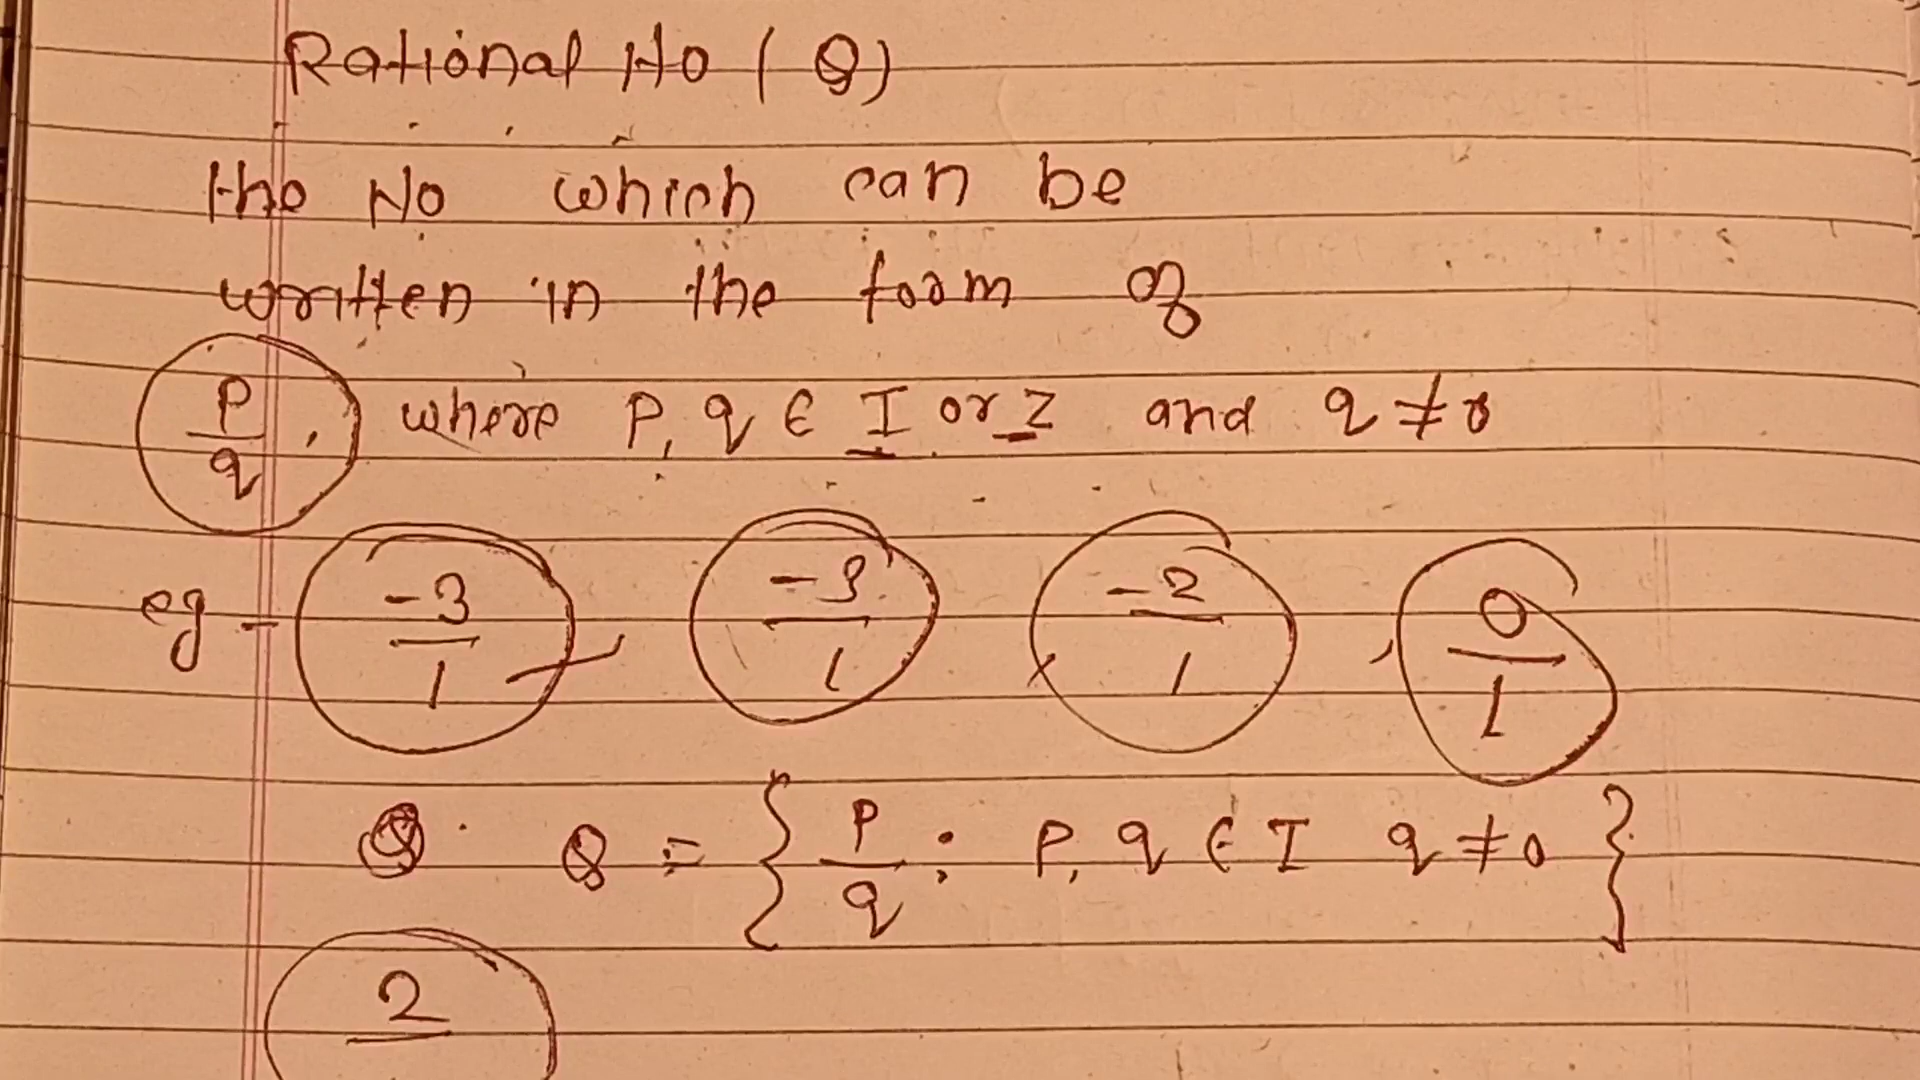 Rational No (Q)
the No which can be
written in the form of
P/q , where P, q ∈ I or Z and q ≠ 0
eg - -3/1 , -3/1 , -2/1 , 0/1
Q . Q = { P/q ; P, q ∈ I q ≠ 0 }
2